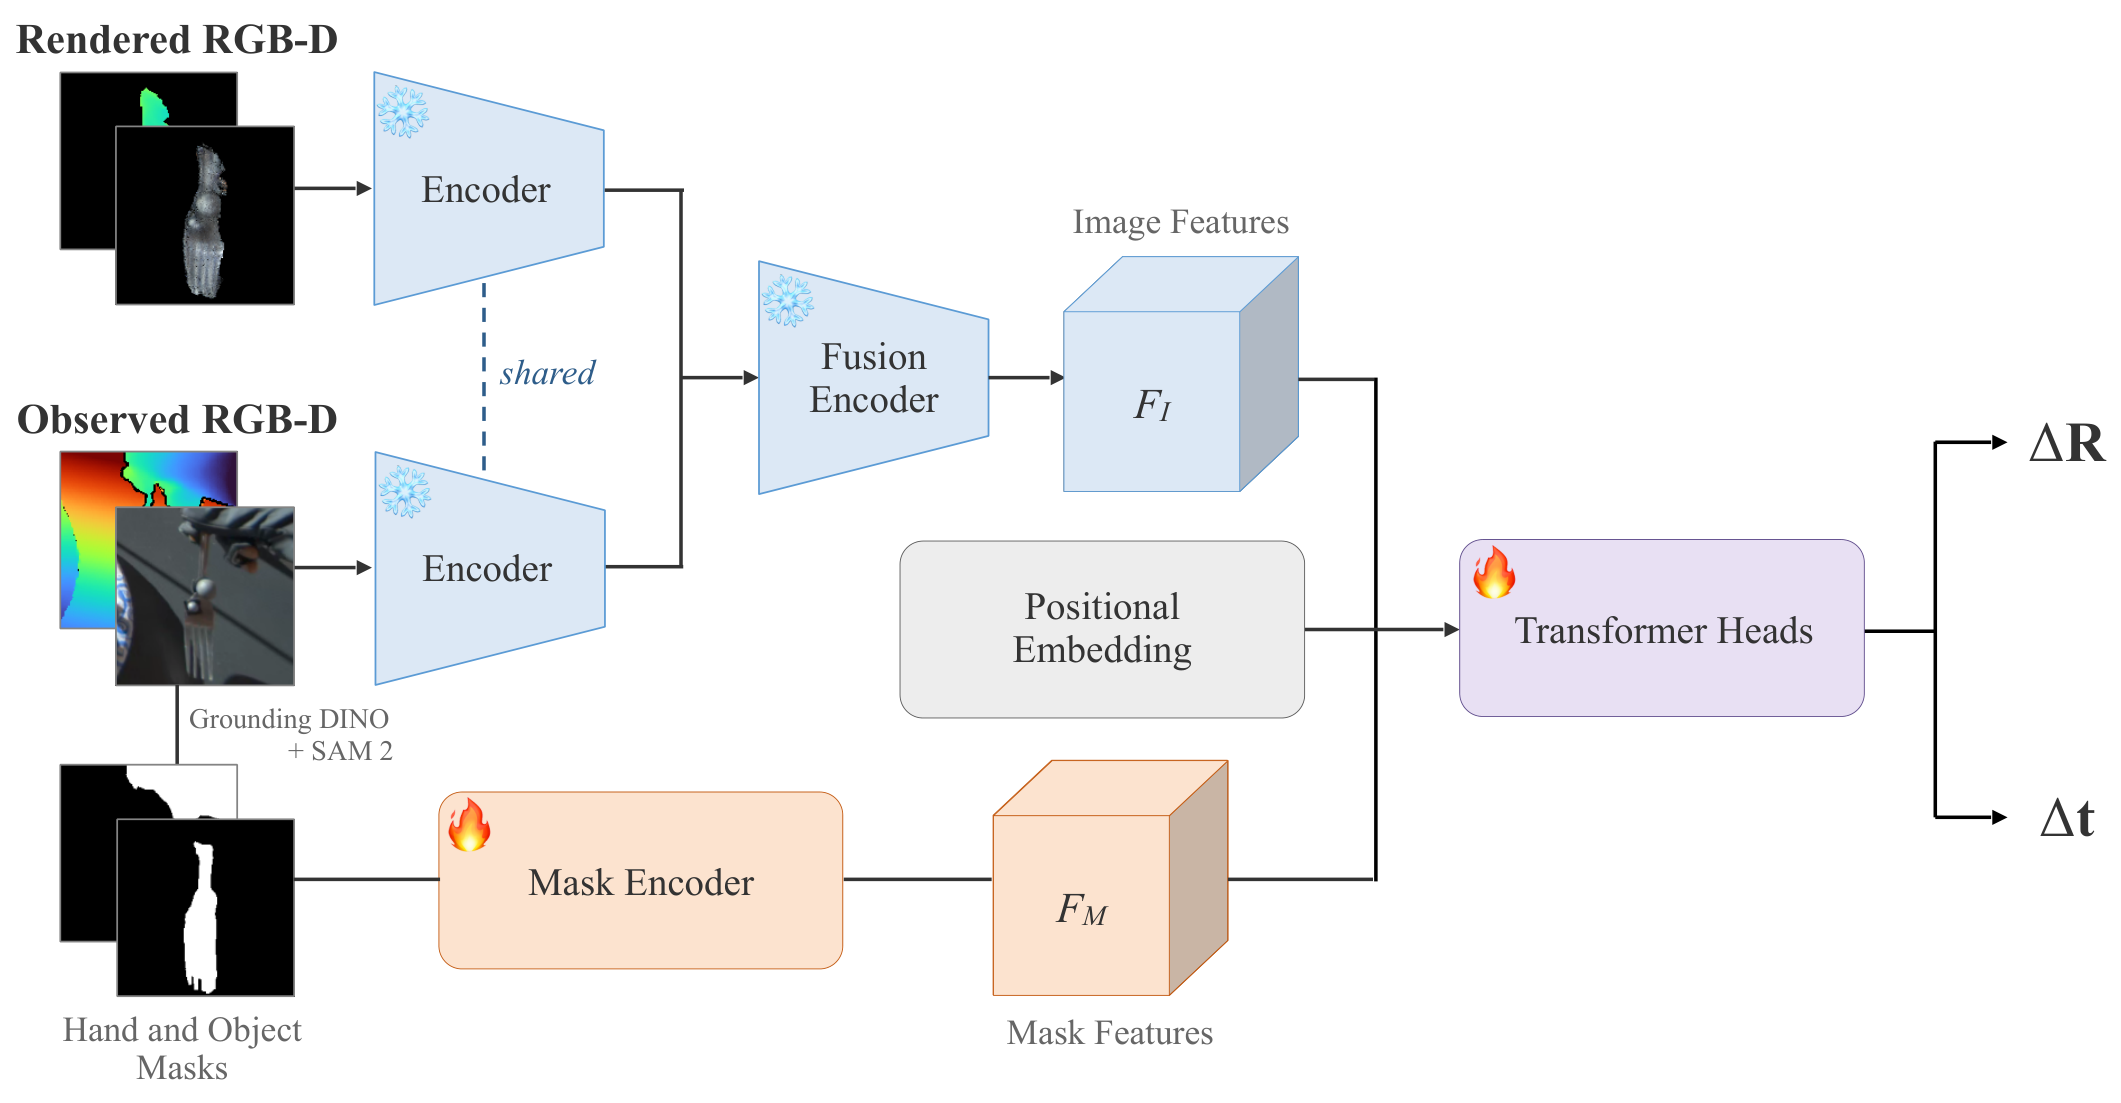 Rendered RGB-D
Encoder
shared
Observed RGB-D
Encoder
Grounding DINO
+ SAM 2
Hand and Object
Masks
Fusion
Encoder
Image Features
F_I
Positional
Embedding
Mask Encoder
F_M
Mask Features
Transformer Heads
ΔR
Δt